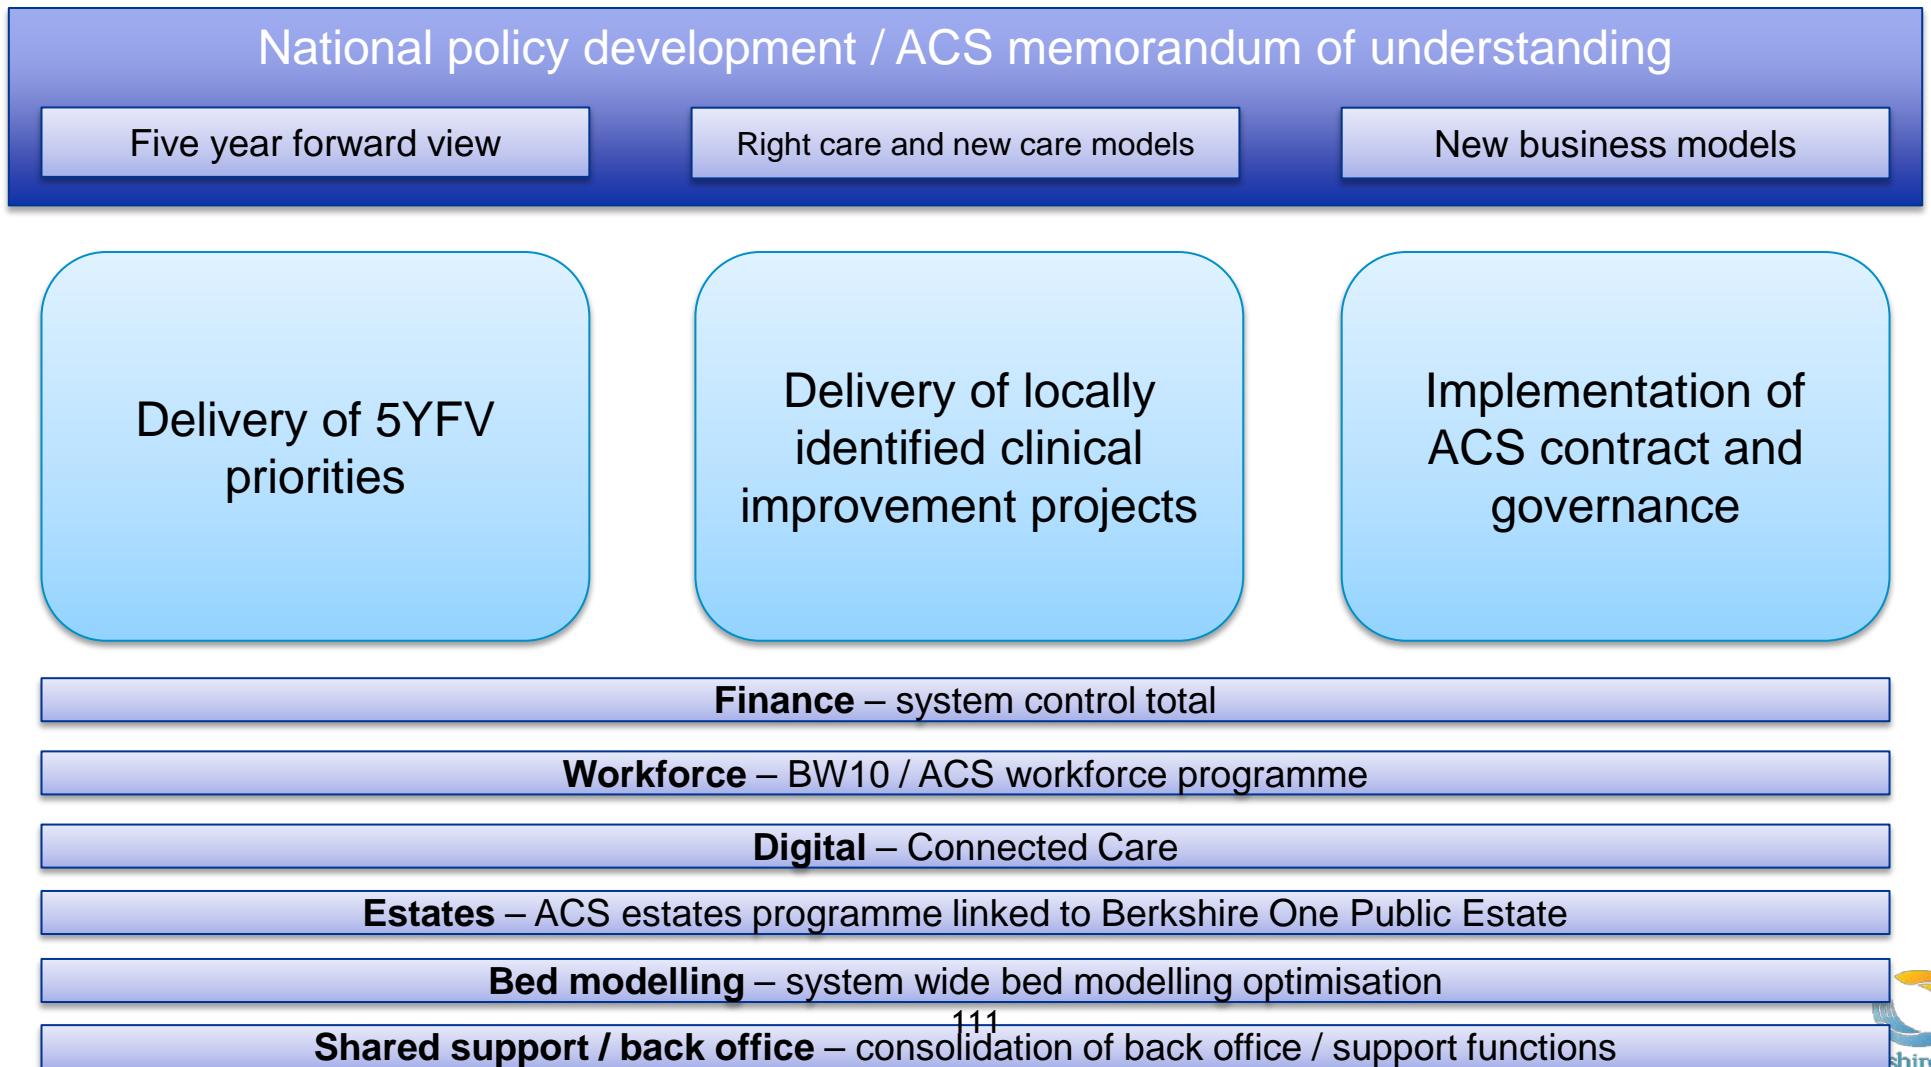 National policy development / ACS memorandum of understanding
Five year forward view
Right care and new care models
New business models
Delivery of 5YFV
priorities
Delivery of locally
identified clinical
improvement projects
Implementation of
ACS contract and
governance
Finance – system control total
Workforce – BW10 / ACS workforce programme
Digital – Connected Care
Estates – ACS estates programme linked to Berkshire One Public Estate
Bed modelling – system wide bed modelling optimisation
111
Shared support / back office – consolidation of back office / support functions